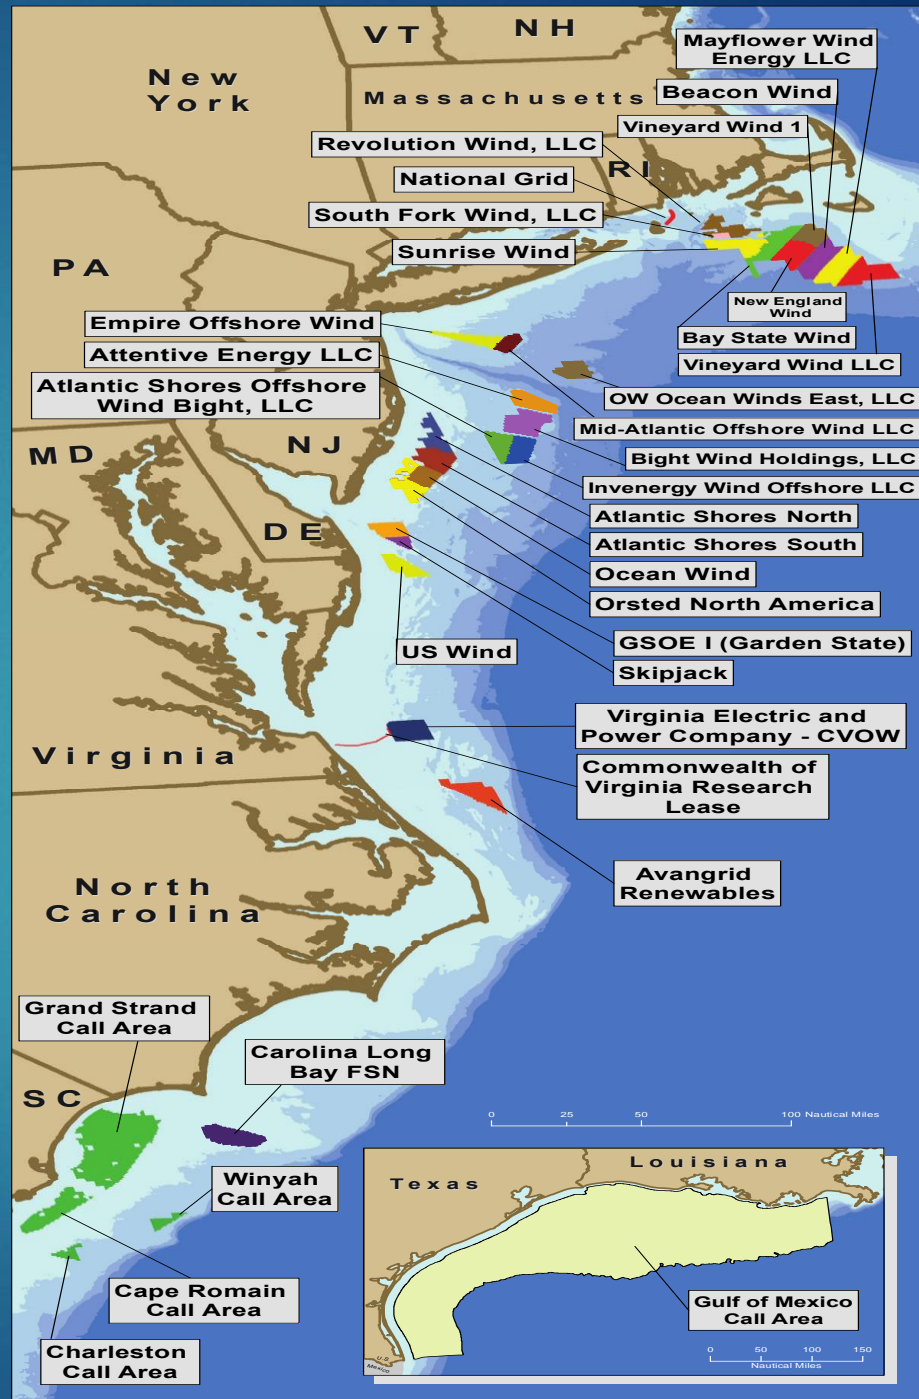 VT
NH
New
York
Massachusetts
Mayflower Wind
Energy LLC
Beacon Wind
Vineyard Wind 1
Revolution Wind, LLC
RI
National Grid
South Fork Wind, LLC
Sunrise Wind
PA
New England
Wind
Bay State Wind
Vineyard Wind LLC
Empire Offshore Wind
Attentive Energy LLC
Atlantic Shores Offshore
Wind Bight, LLC
OW Ocean Winds East, LLC
Mid-Atlantic Offshore Wind LLC
Bight Wind Holdings, LLC
Invenergy Wind Offshore LLC
Atlantic Shores North
Atlantic Shores South
Ocean Wind
Orsted North America
GSOE I (Garden State)
Skipjack
NJ
MD
DE
US Wind
Virginia Electric and
Power Company - CVOW
Commonwealth of
Virginia Research
Lease
Virginia
Avangrid
Renewables
North
Carolina
Grand Strand
Call Area
Carolina Long
Bay FSN
SC
Winyah
Call Area
Cape Romain
Call Area
Charleston
Call Area
0 25 50 100 Nautical Miles
Texas
Louisiana
Gulf of Mexico
Call Area
U.S.
Mexico
0 50 100 150
Nautical Miles